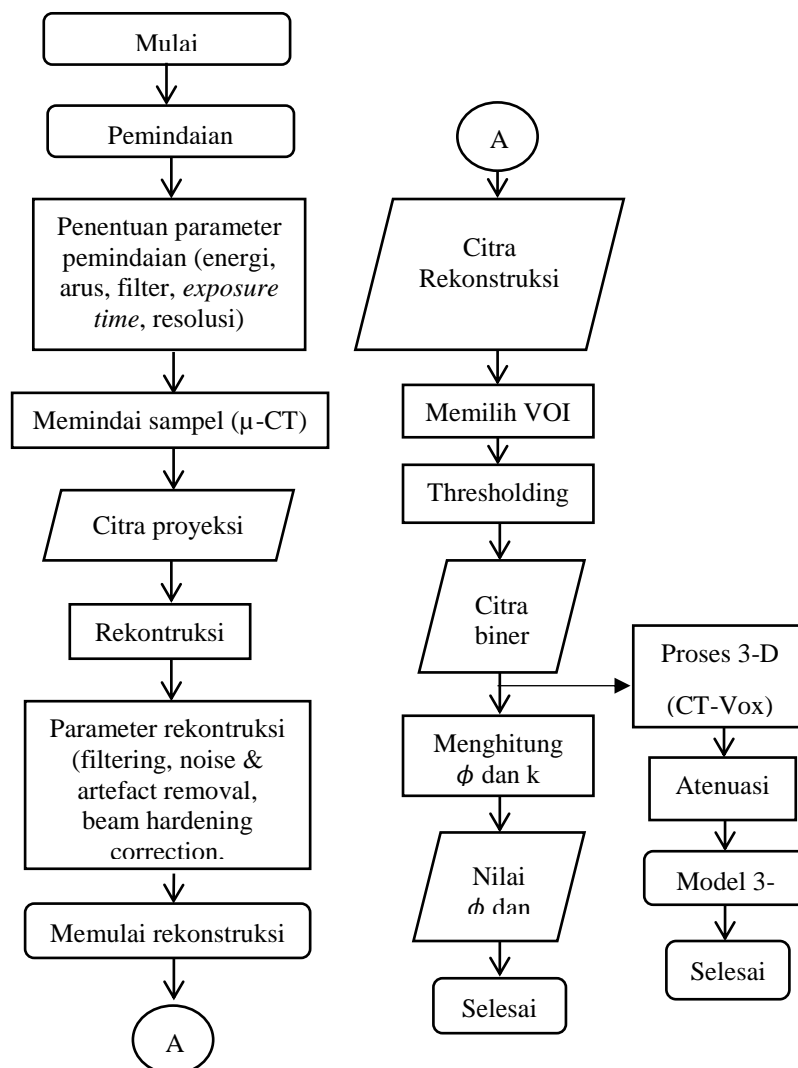 Mulai
Pemindaian
Penentuan parameter
pemindaian (energi,
arus, filter, exposure
time, resolusi)
Memindai sampel (µ-CT)
Citra proyeksi
Rekontruksi
Parameter rekontruksi
(filtering, noise &
artefact removal,
beam hardening
correction.
Memulai rekonstruksi
A
A
Citra
Rekonstruksi
Memilih VOI
Thresholding
Citra
biner
Menghitung
ϕ dan k
Nilai
ϕ dan
Selesai
Proses 3-D
(CT-Vox)
Atenuasi
Model 3-
Selesai